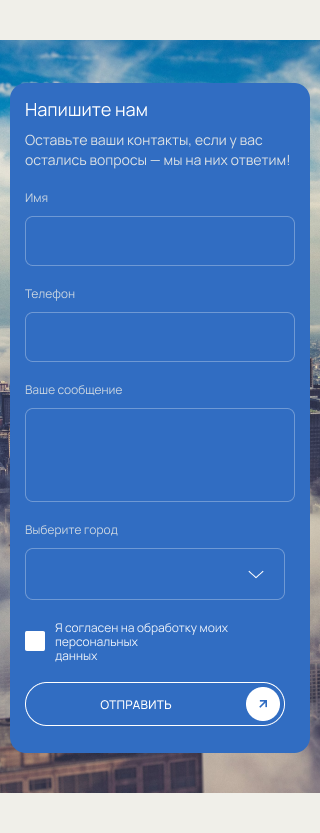 Напишите нам
Оставьте ваши контакты, если у вас
остались вопросы — мы на них ответим!
Имя
Телефон
Ваше сообщение
Выберите город
Я согласен на обработку моих
персональных
данных
ОТПРАВИТЬ